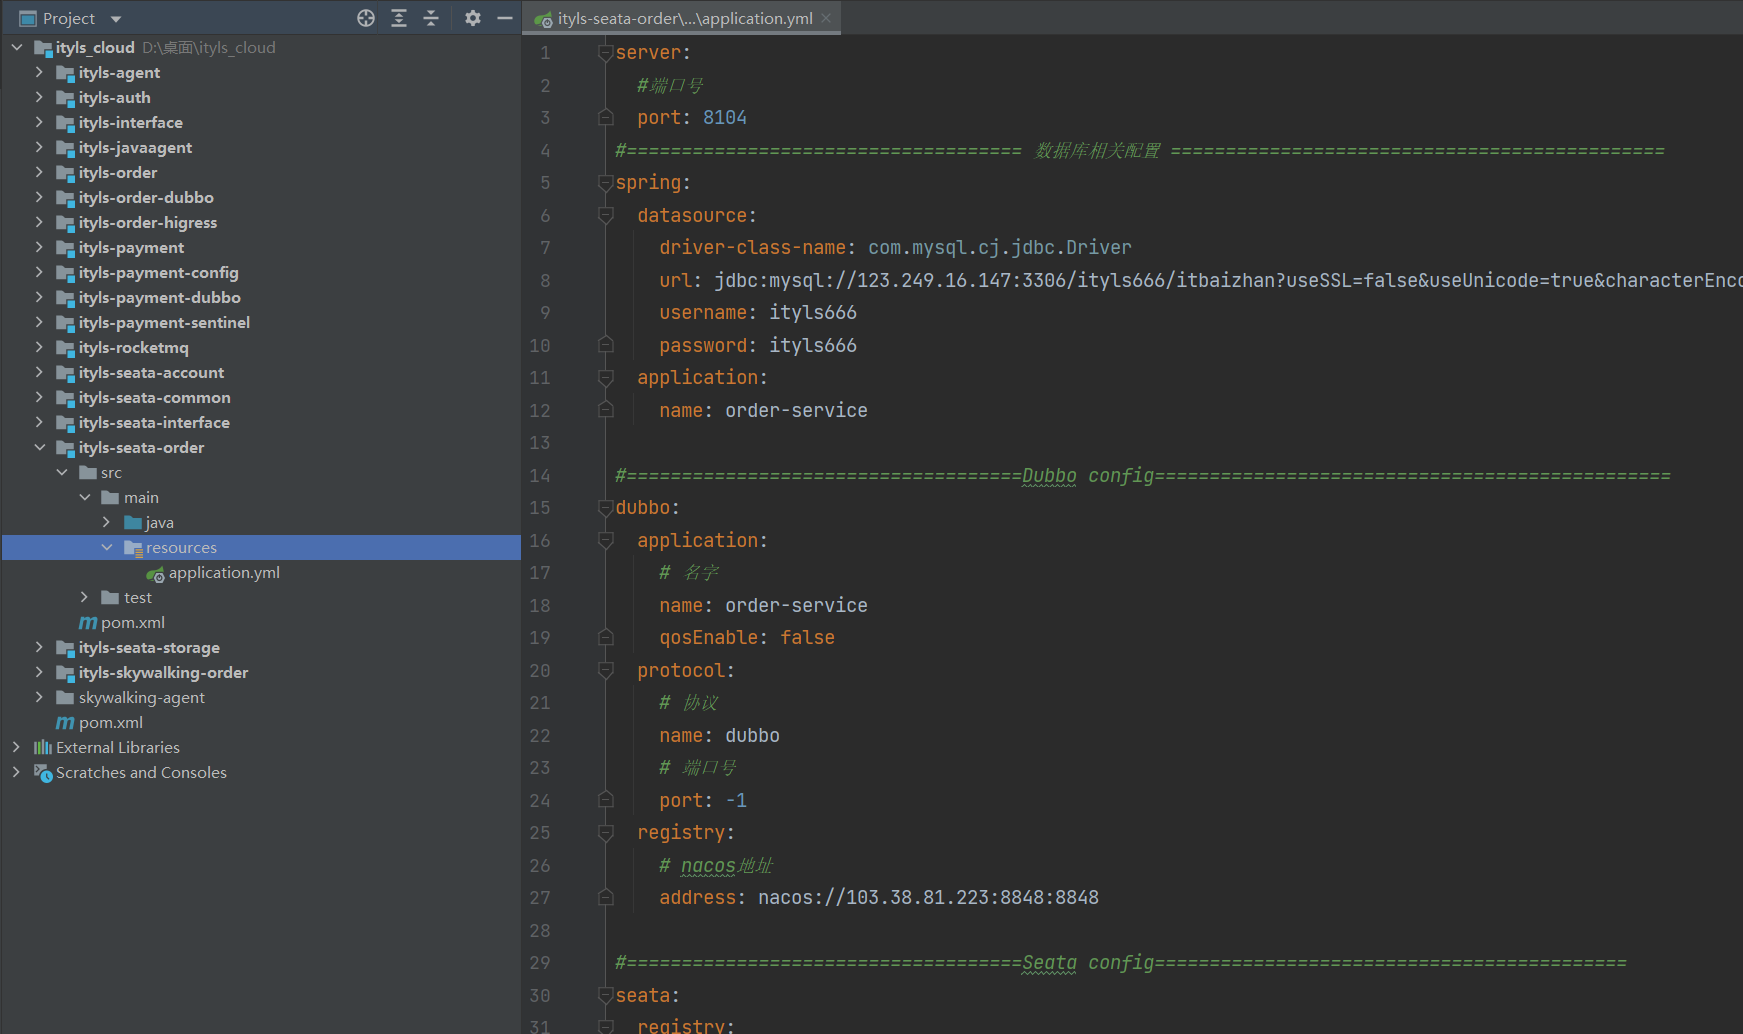 Project
ityls_cloud D:\桌面\ityls_cloud
ityls-agent
ityls-auth
ityls-interface
ityls-javaagent
ityls-order
ityls-order-dubbo
ityls-order-higress
ityls-payment
ityls-payment-config
ityls-payment-dubbo
ityls-payment-sentinel
ityls-rocketmq
ityls-seata-account
ityls-seata-common
ityls-seata-interface
ityls-seata-order
src
main
java
resources
application.yml
test
pom.xml
ityls-seata-storage
ityls-skywalking-order
skywalking-agent
pom.xml
External Libraries
Scratches and Consoles
ityls-seata-order\...\application.yml
1 server:
2 #端口号
3 port: 8104
4 #==================================== 数据库相关配置 =============================================
5 spring:
6 datasource:
7 driver-class-name: com.mysql.cj.jdbc.Driver
8 url: jdbc:mysql://123.249.16.147:3306/ityls666/itbaizhan?useSSL=false&useUnicode=true&characterEnco
9 username: ityls666
10 password: ityls666
11 application:
12 name: order-service
13
14 #====================================Dubbo config===============================================
15 dubbo:
16 application:
17 # 名字
18 name: order-service
19 qosEnable: false
20 protocol:
21 # 协议
22 name: dubbo
23 # 端口号
24 port: -1
25 registry:
26 # nacos地址
27 address: nacos://103.38.81.223:8848:8848
28
29 #====================================Seata config===========================================
30 seata:
31 registry: